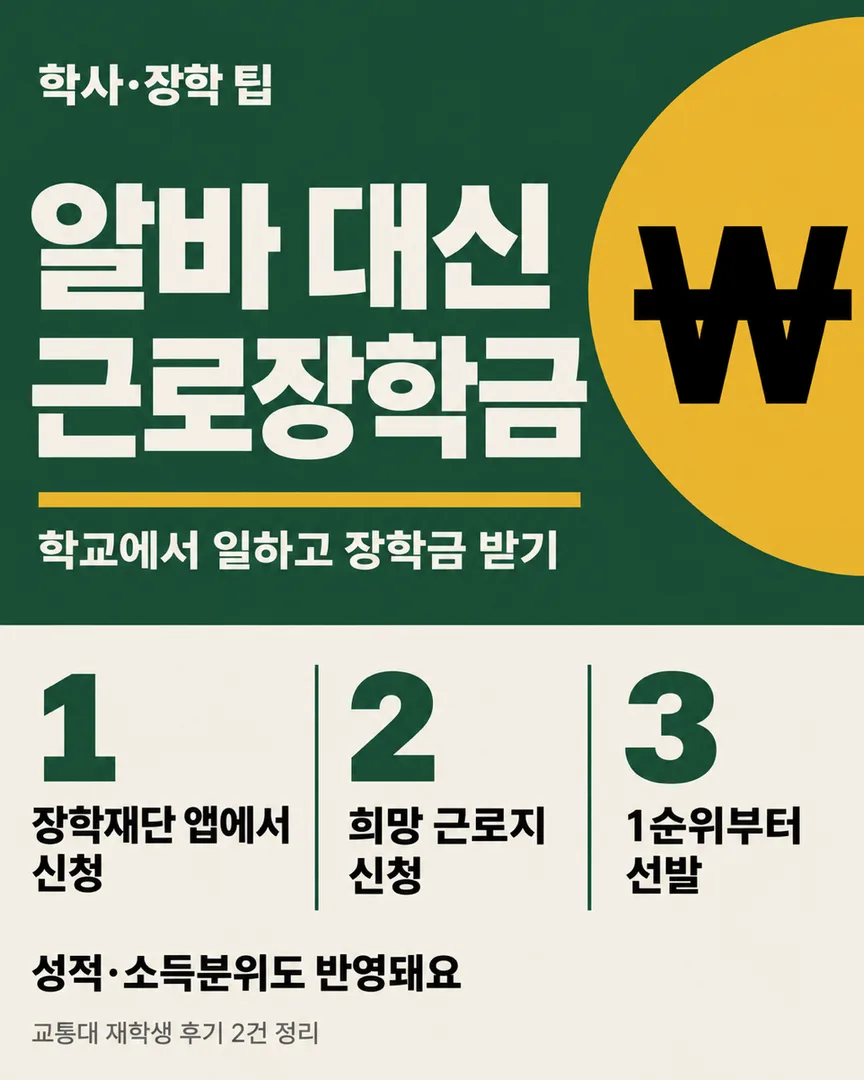 학사·장학 팁
알바 대신
근로장학금
₩
학교에서 일하고 장학금 받기
1
장학재단 앱에서
신청
2
희망 근로지
신청
3
1순위부터
선발
성적·소득분위도 반영돼요
교통대 재학생 후기 2건 정리